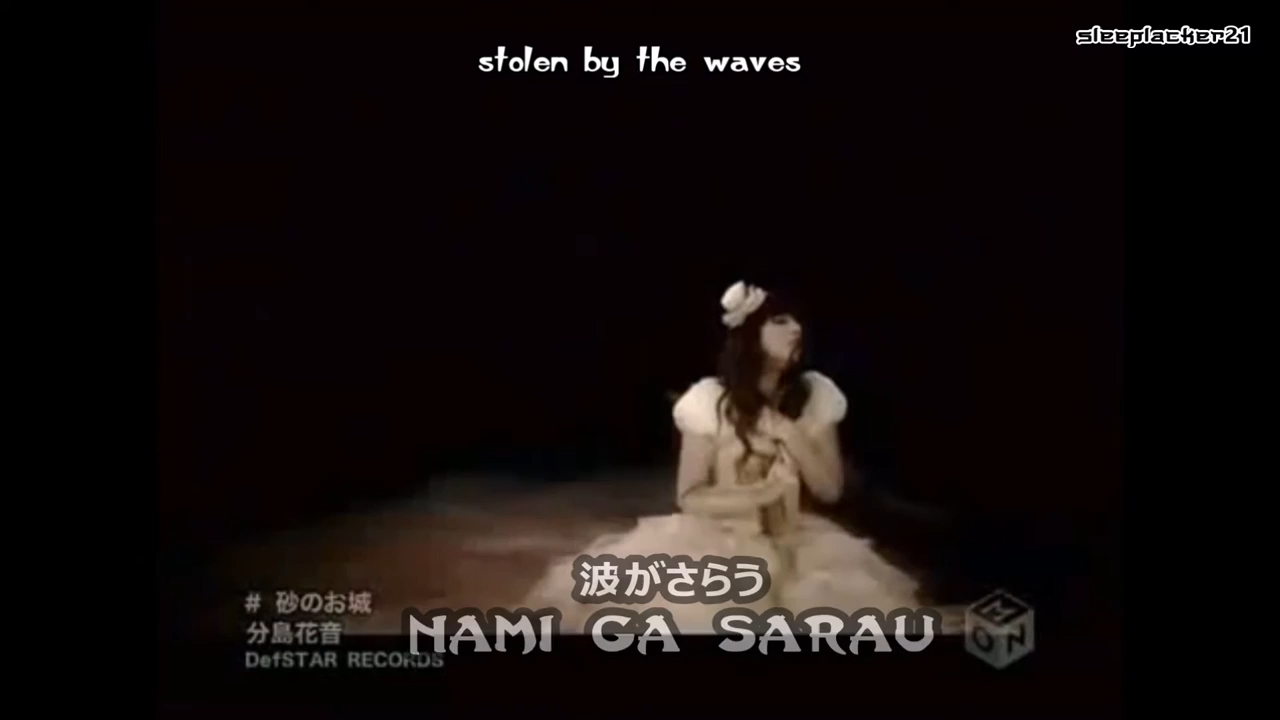 sleeplacker21
stolen by the waves
波がさらう
NAMI GA SARAU
# 砂のお城
分島花音
DefSTAR RECORDS
M
ON